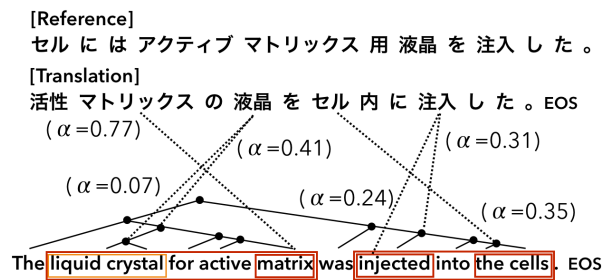 [Reference]
セル に は アクティブ マトリックス 用 液晶 を 注入 し た 。
[Translation]
活性 マトリックス の 液晶 を セル 内 に 注入 し た 。 EOS
(α=0.77)
(α=0.41)
(α=0.31)
(α=0.07)
(α=0.24)
(α=0.35)
The liquid crystal for active matrix was injected into the cells . EOS